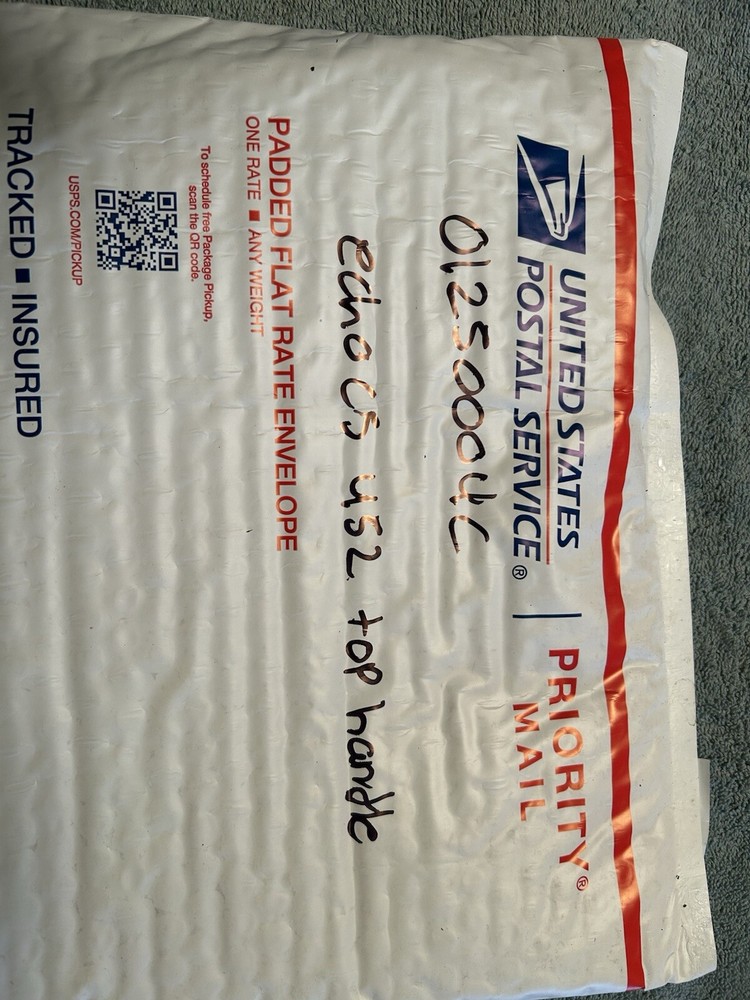 UNITED STATES
POSTAL SERVICE®
PRIORITY®
MAIL
01250004C
echo CS 452 top handle
PADDED FLAT RATE ENVELOPE
ONE RATE ■ ANY WEIGHT
To schedule free Package Pickup,
scan the QR code.
USPS.COM/PICKUP
TRACKED ■ INSURED